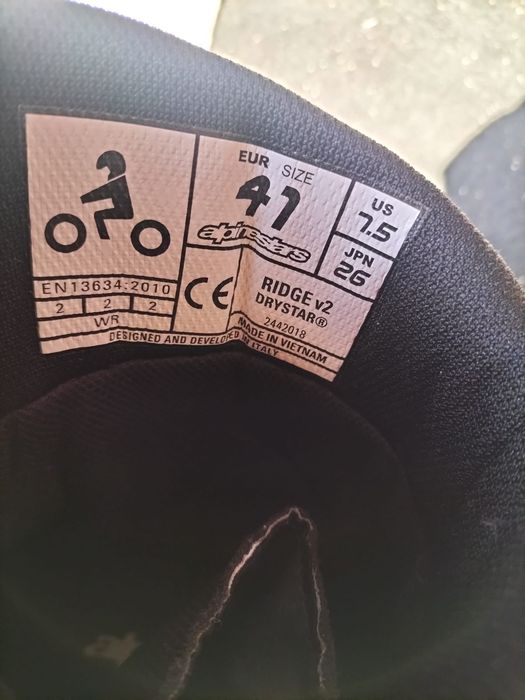 EUR SIZE
41
alpinestars
US
7.5
JPN
26
EN13634:2010
2 2 2
WR
CE
RIDGE v2
DRYSTAR®
2442018
MADE IN VIETNAM
DESIGNED AND DEVELOPED IN ITALY